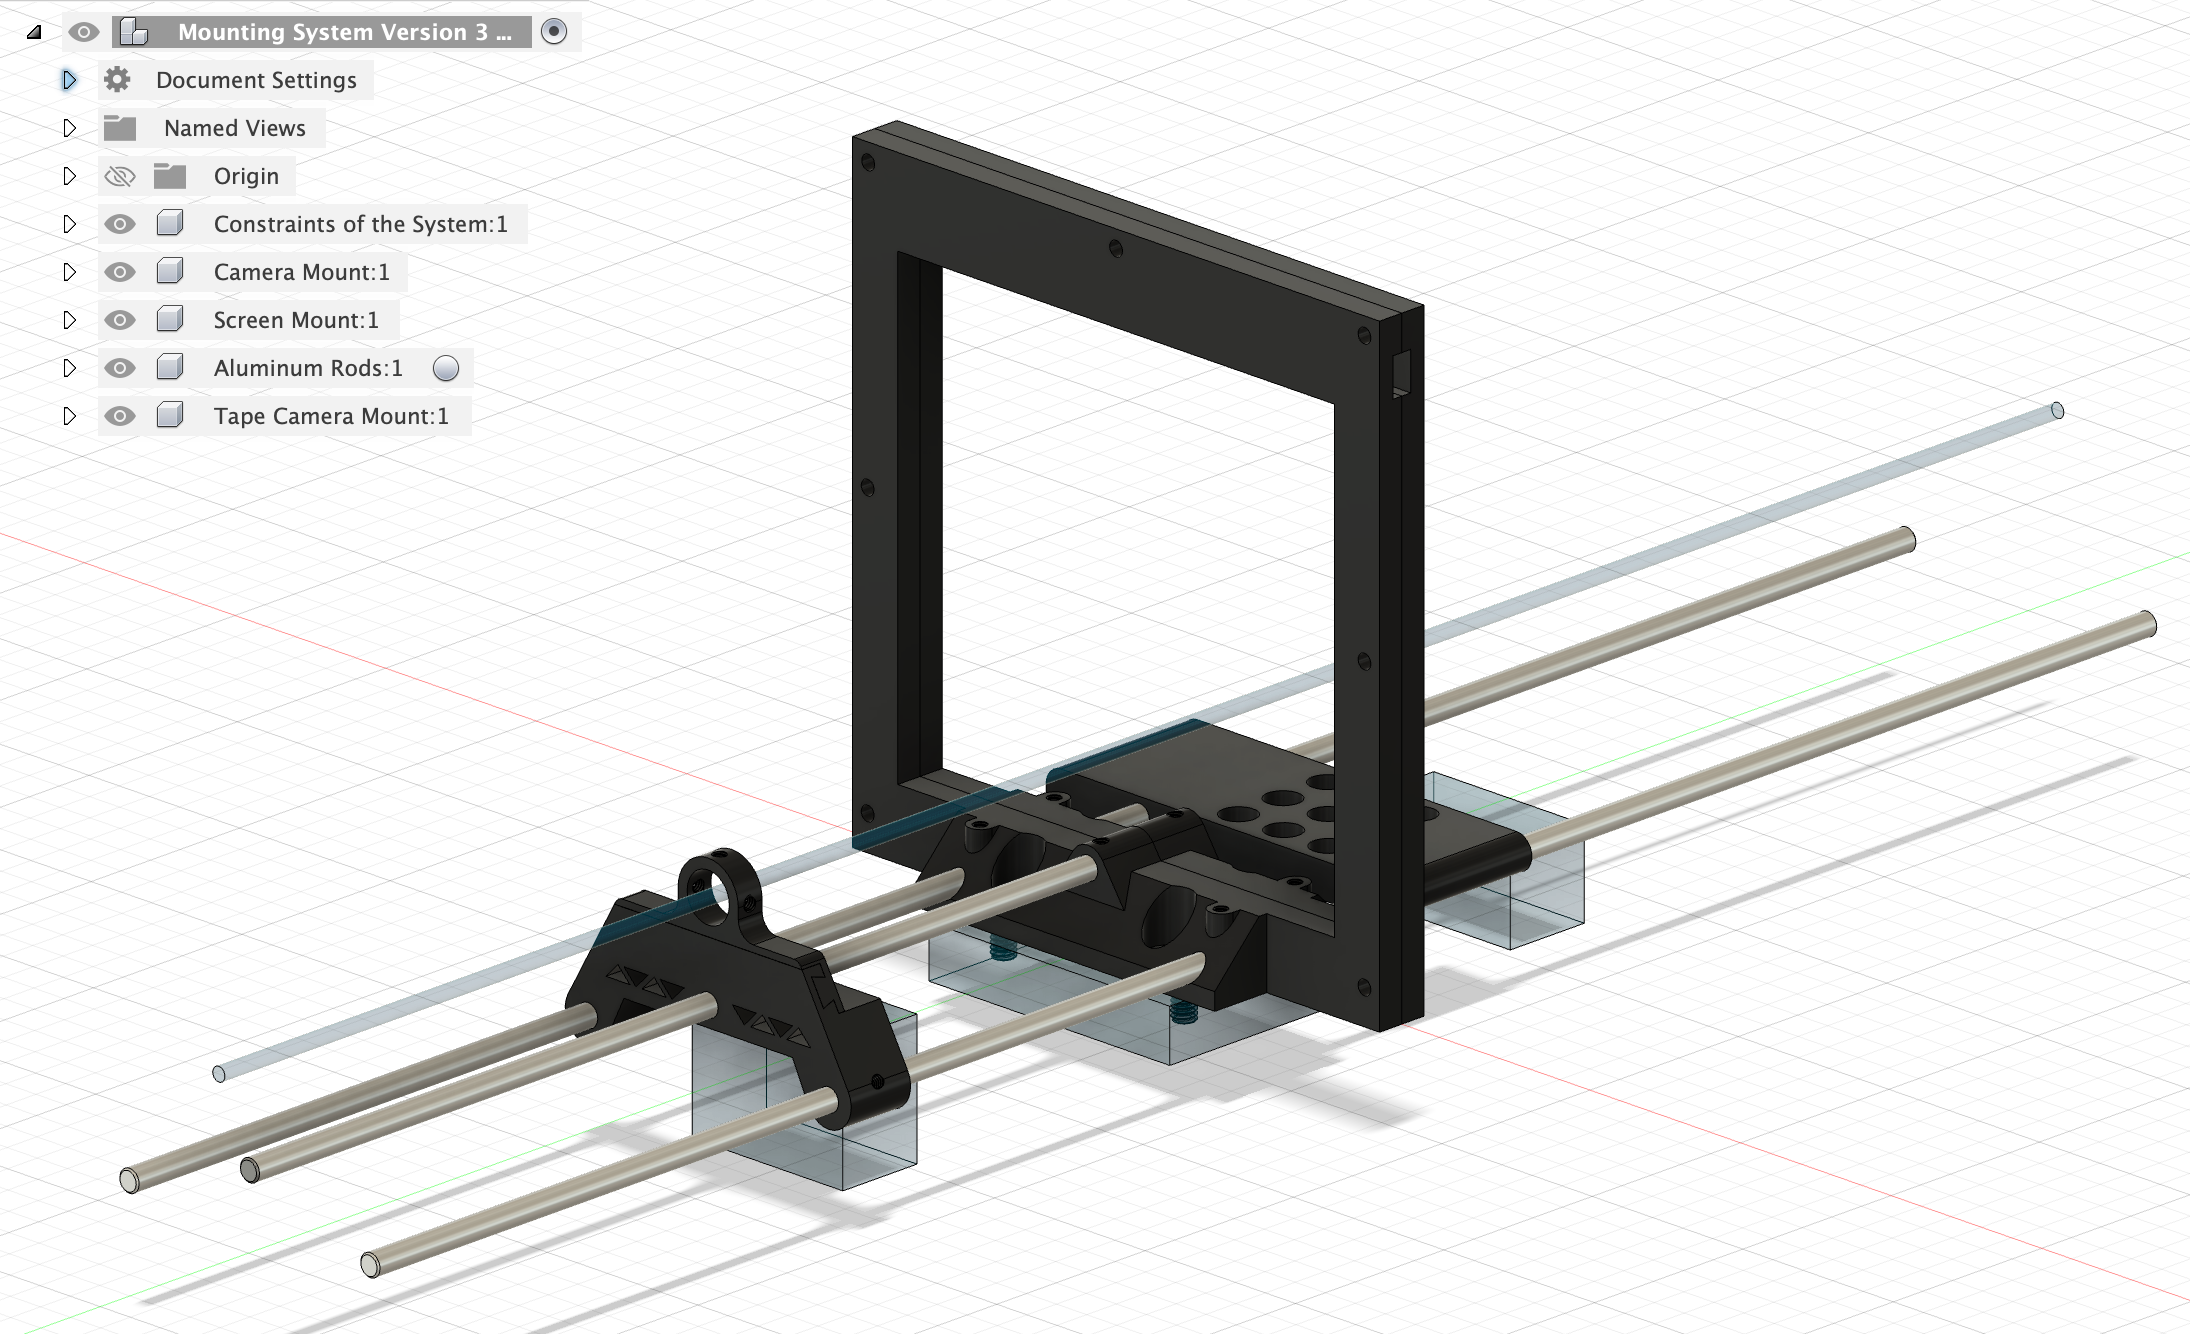 Mounting System Version 3 ...
Document Settings
Named Views
Origin
Constraints of the System:1
Camera Mount:1
Screen Mount:1
Aluminum Rods:1
Tape Camera Mount:1